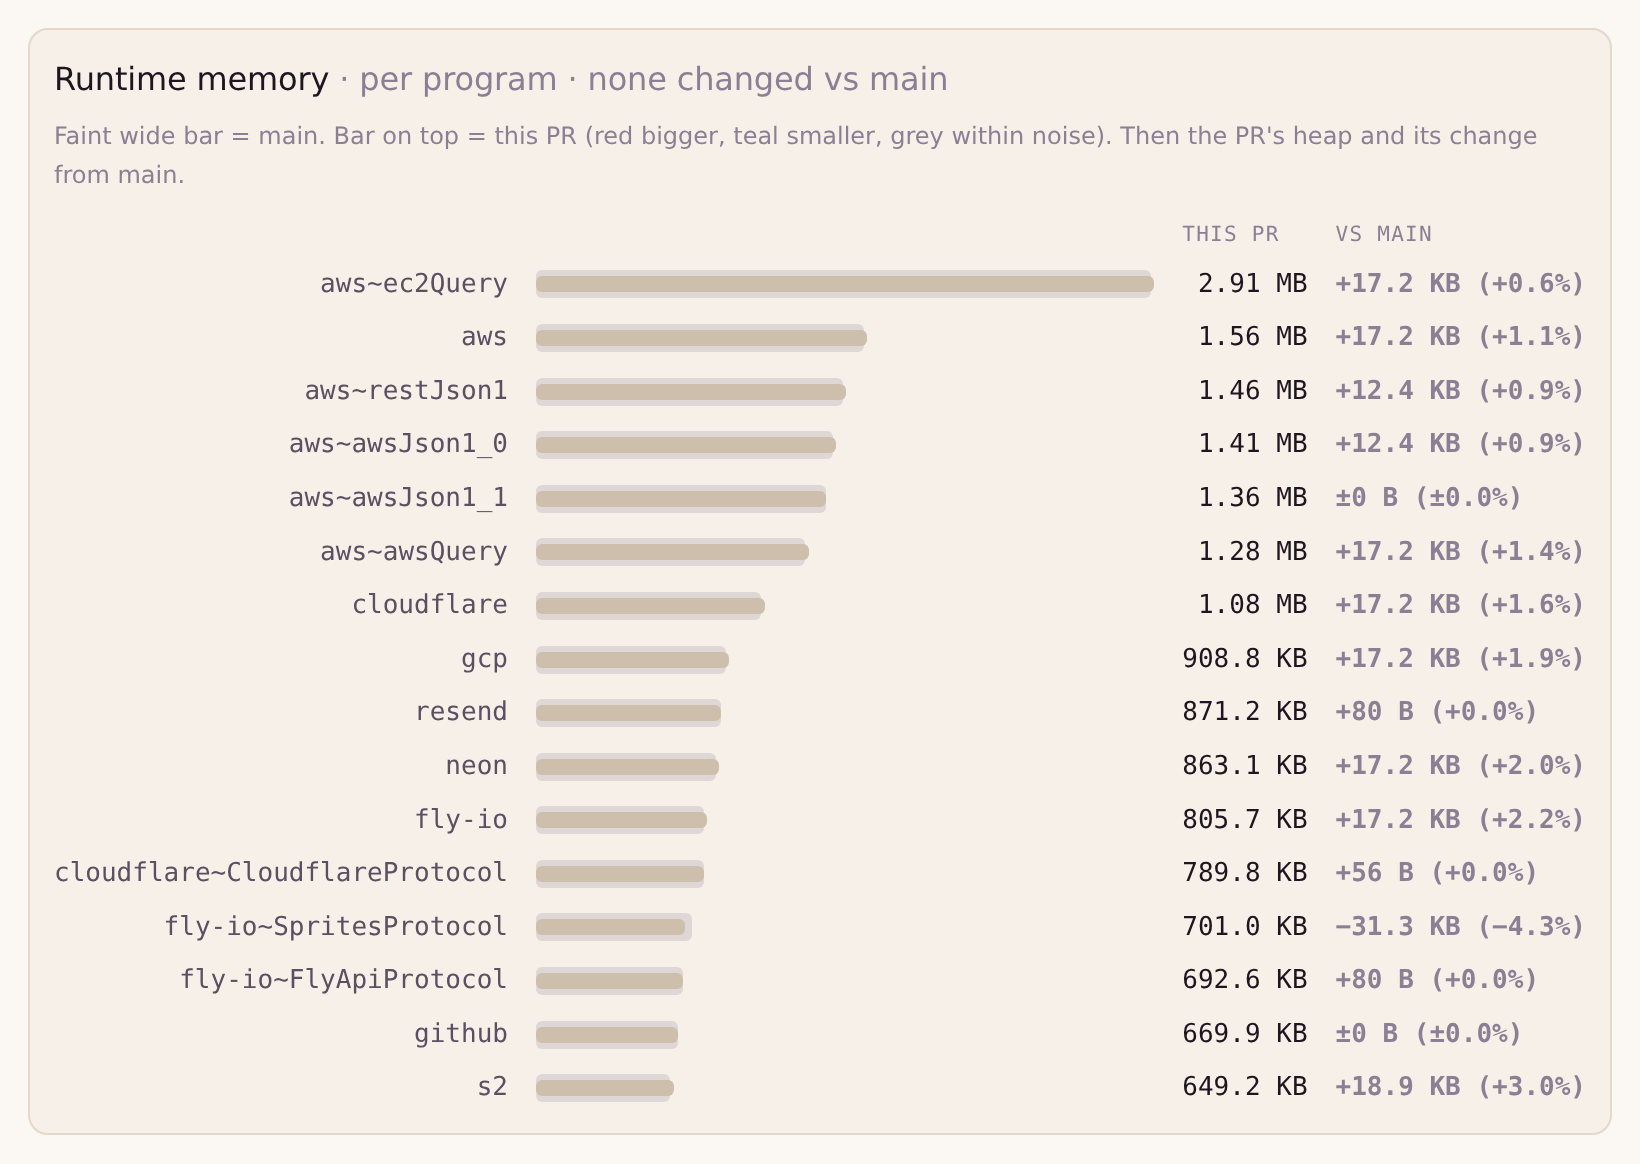 Runtime memory · per program · none changed vs main
Faint wide bar = main. Bar on top = this PR (red bigger, teal smaller, grey within noise). Then the PR's heap and its change
from main.
THIS PR VS MAIN
aws~ec2Query 2.91 MB +17.2 KB (+0.6%)
aws 1.56 MB +17.2 KB (+1.1%)
aws~restJson1 1.46 MB +12.4 KB (+0.9%)
aws~awsJson1_0 1.41 MB +12.4 KB (+0.9%)
aws~awsJson1_1 1.36 MB ±0 B (±0.0%)
aws~awsQuery 1.28 MB +17.2 KB (+1.4%)
cloudflare 1.08 MB +17.2 KB (+1.6%)
gcp 908.8 KB +17.2 KB (+1.9%)
resend 871.2 KB +80 B (+0.0%)
neon 863.1 KB +17.2 KB (+2.0%)
fly-io 805.7 KB +17.2 KB (+2.2%)
cloudflare~CloudflareProtocol 789.8 KB +56 B (+0.0%)
fly-io~SpritesProtocol 701.0 KB −31.3 KB (−4.3%)
fly-io~FlyApiProtocol 692.6 KB +80 B (+0.0%)
github 669.9 KB ±0 B (±0.0%)
s2 649.2 KB +18.9 KB (+3.0%)